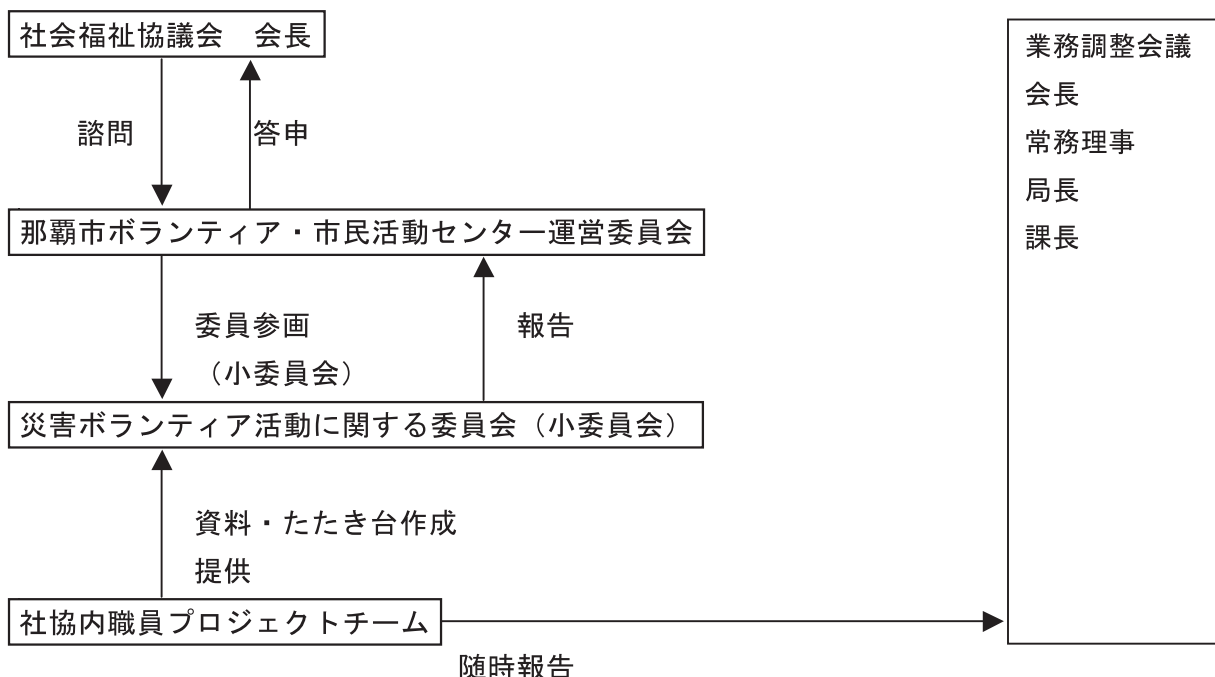 社会福祉協議会　会長
諮問
答申
那覇市ボランティア・市民活動センター運営委員会
委員参画
（小委員会）
報告
災害ボランティア活動に関する委員会（小委員会）
資料・たたき台作成
提供
社協内職員プロジェクトチーム
随時報告
業務調整会議
会長
常務理事
局長
課長